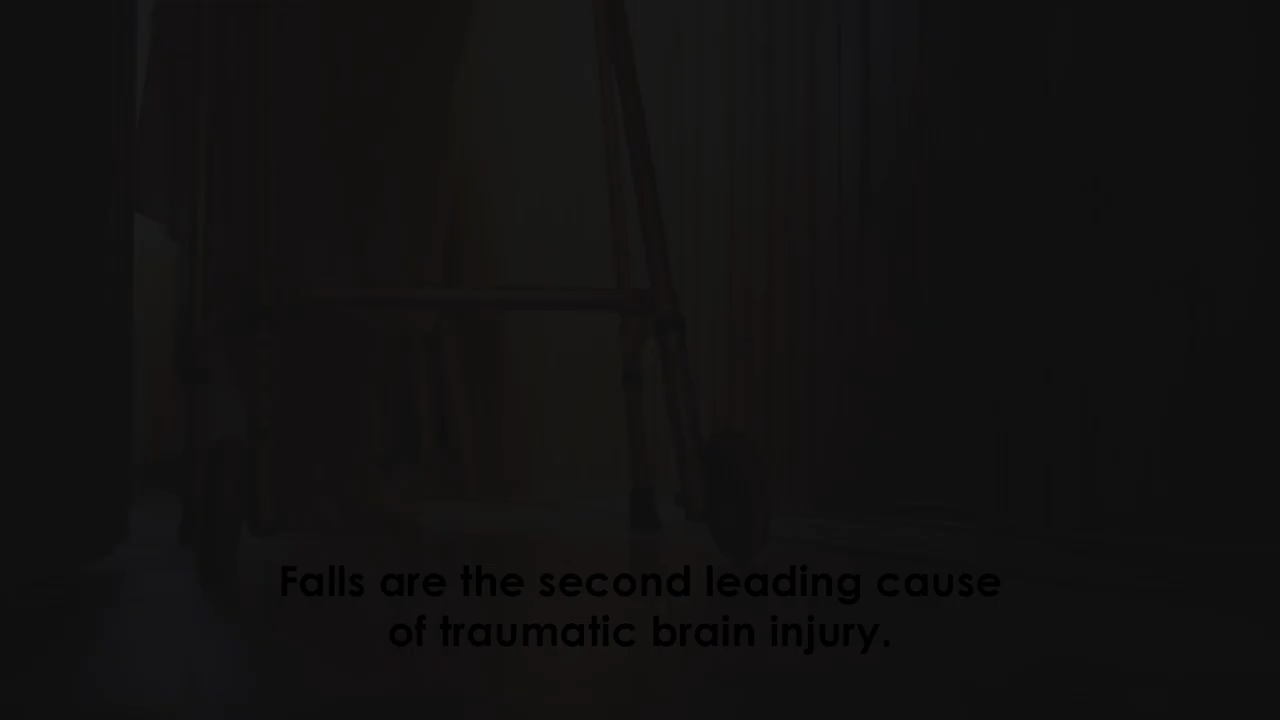 Falls are the second leading cause
of traumatic brain injury.